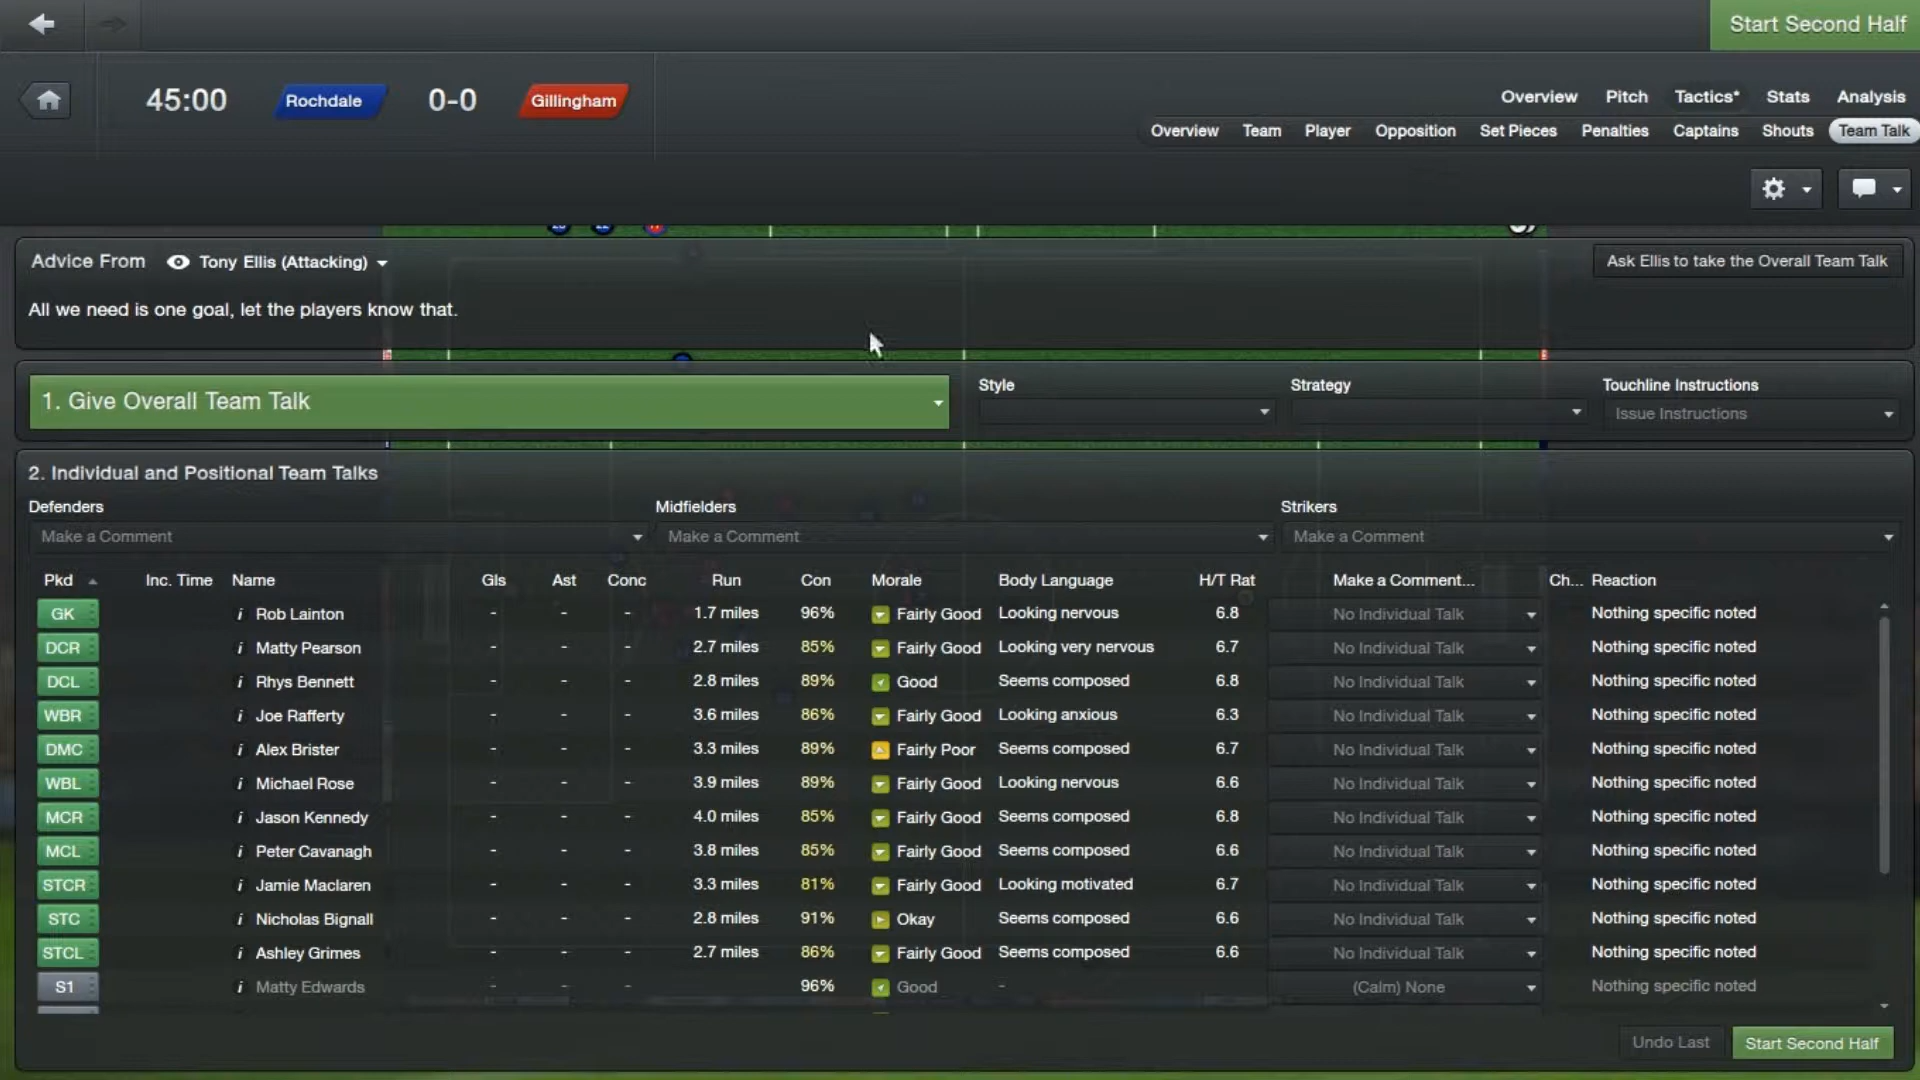 Start Second Half
45:00 Rochdale 0-0 Gillingham
Overview Pitch Tactics* Stats Analysis
Overview Team Player Opposition Set Pieces Penalties Captains Shouts Team Talk
Advice From Tony Ellis (Attacking) Ask Ellis to take the Overall Team Talk
All we need is one goal, let the players know that.
1. Give Overall Team Talk
Style Strategy Touchline Instructions
Issue Instructions
2. Individual and Positional Team Talks
Defenders Midfielders Strikers
Make a Comment Make a Comment Make a Comment
Pkd Inc. Time Name Gls Ast Conc Run Con Morale Body Language H/T Rat Make a Comment... Ch... Reaction
GK i Rob Lainton - - - 1.7 miles 96% Fairly Good Looking nervous 6.8 No Individual Talk Nothing specific noted
DCR i Matty Pearson - - - 2.7 miles 85% Fairly Good Looking very nervous 6.7 No Individual Talk Nothing specific noted
DCL i Rhys Bennett - - - 2.8 miles 89% Good Seems composed 6.8 No Individual Talk Nothing specific noted
WBR i Joe Rafferty - - - 3.6 miles 86% Fairly Good Looking anxious 6.3 No Individual Talk Nothing specific noted
DMC i Alex Brister - - - 3.3 miles 89% Fairly Poor Seems composed 6.7 No Individual Talk Nothing specific noted
WBL i Michael Rose - - - 3.9 miles 89% Fairly Good Looking nervous 6.6 No Individual Talk Nothing specific noted
MCR i Jason Kennedy - - - 4.0 miles 85% Fairly Good Seems composed 6.8 No Individual Talk Nothing specific noted
MCL i Peter Cavanagh - - - 3.8 miles 85% Fairly Good Seems composed 6.6 No Individual Talk Nothing specific noted
STCR i Jamie Maclaren - - - 3.3 miles 81% Fairly Good Looking motivated 6.7 No Individual Talk Nothing specific noted
STC i Nicholas Bignall - - - 2.8 miles 91% Okay Seems composed 6.6 No Individual Talk Nothing specific noted
STCL i Ashley Grimes - - - 2.7 miles 86% Fairly Good Seems composed 6.6 No Individual Talk Nothing specific noted
S1 i Matty Edwards - - - 96% Good - (Calm) None Nothing specific noted
Undo Last Start Second Half